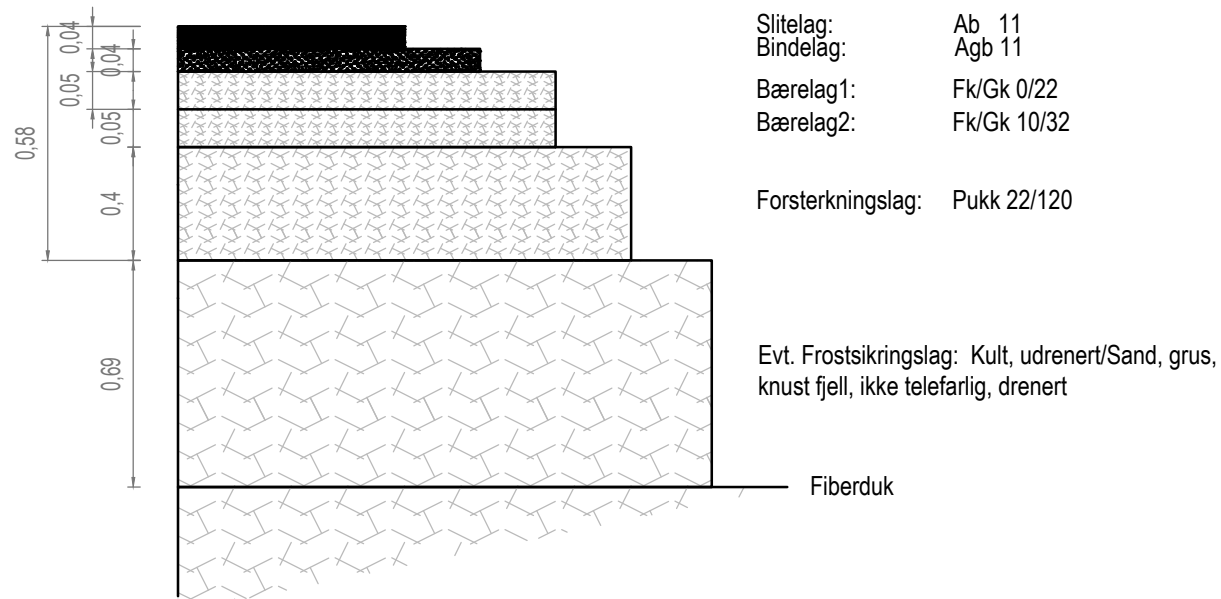 0,04
0,04
0,05
0,05
0,58
0,4
0,69
Slitelag: Ab 11
Bindelag: Agb 11
Bærelag1: Fk/Gk 0/22
Bærelag2: Fk/Gk 10/32
Forsterkningslag: Pukk 22/120
Evt. Frostsikringslag: Kult, udrenert/Sand, grus,
knust fjell, ikke telefarlig, drenert
Fiberduk